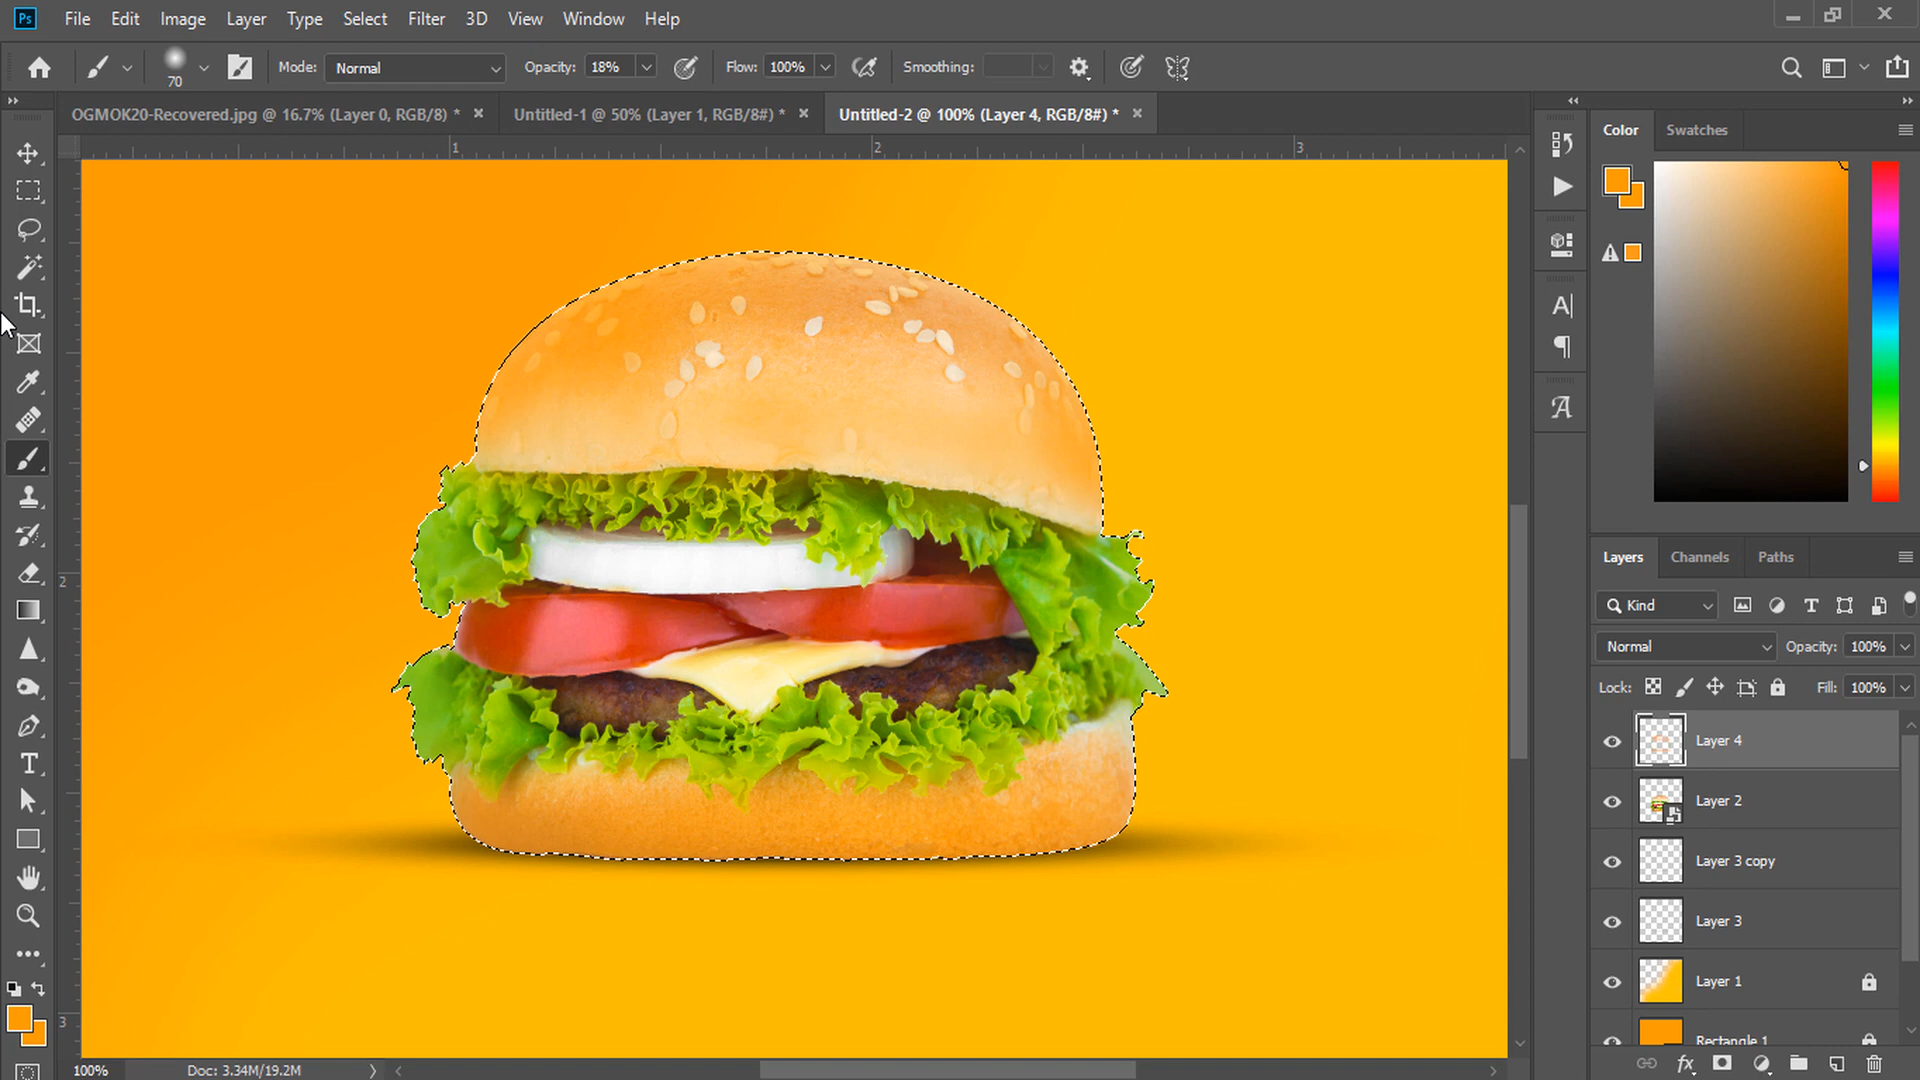 Ps File Edit Image Layer Type Select Filter 3D View Window Help
70 Mode: Normal Opacity: 18% Flow: 100% Smoothing:
OGMOK20-Recovered.jpg @ 16.7% (Layer 0, RGB/8) * Untitled-1 @ 50% (Layer 1, RGB/8#) * Untitled-2 @ 100% (Layer 4, RGB/8#) *
1 2 3
2
3
Color Swatches
Layers Channels Paths
Kind
Normal Opacity: 100%
Lock: Fill: 100%
Layer 4
Layer 2
Layer 3 copy
Layer 3
Layer 1
Rectangle 1
100% Doc: 3.34M/19.2M